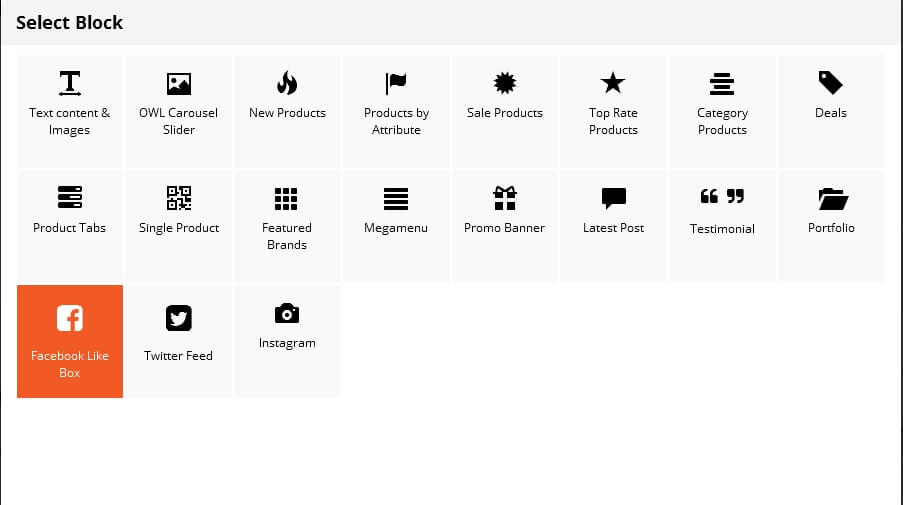 Select Block
Text content &
Images
OWL Carousel
Slider
New Products
Products by
Attribute
Sale Products
Top Rate
Products
Category
Products
Deals
Product Tabs
Single Product
Featured
Brands
Megamenu
Promo Banner
Latest Post
Testimonial
Portfolio
Facebook Like
Box
Twitter Feed
Instagram